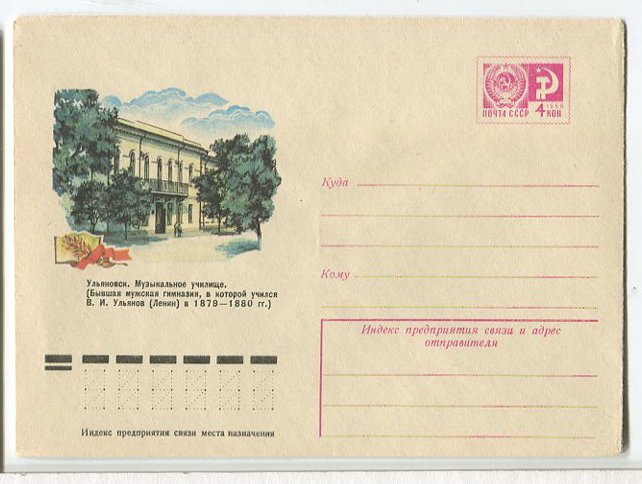 ПОЧТА СССР
1966
4 КОП
Куда
Ульяновск. Музыкальное училище.
(Бывшая мужская гимназия, в которой учился
В. И. Ульянов (Ленин) в 1879—1880 гг.)
Кому
Индекс предприятия связи и адрес
отправителя
Индекс предприятия связи места назначения